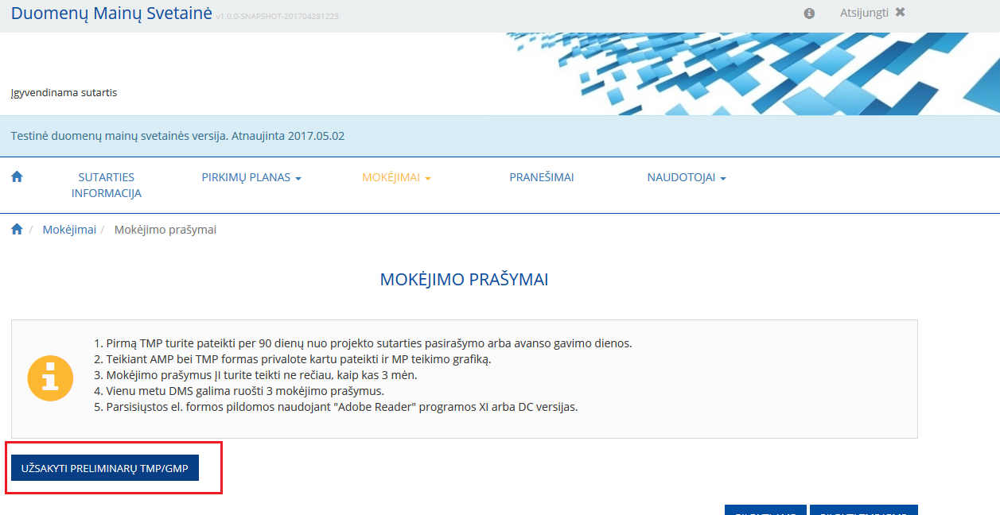 Duomenų Mainų Svetainė v1.0.0-SNAPSHOT-201704281223
Atsijungti
Įgyvendinama sutartis
Testinė duomenų mainų svetainės versija. Atnaujinta 2017.05.02
SUTARTIES
INFORMACIJA
PIRKIMŲ PLANAS
MOKĖJIMAI
PRANEŠIMAI
NAUDOTOJAI
/ Mokėjimai / Mokėjimo prašymai
MOKĖJIMO PRAŠYMAI
1. Pirmą TMP turite pateikti per 90 dienų nuo projekto sutarties pasirašymo arba avanso gavimo dienos.
2. Teikiant AMP bei TMP formas privalote kartu pateikti ir MP teikimo grafiką.
3. Mokėjimo prašymus JI turite teikti ne rečiau, kaip kas 3 mėn.
4. Vienu metu DMS galima ruošti 3 mokėjimo prašymus.
5. Parsisiųstos el. formos pildomos naudojant "Adobe Reader" programos XI arba DC versijas.
UŽSAKYTI PRELIMINARŲ TMP/GMP